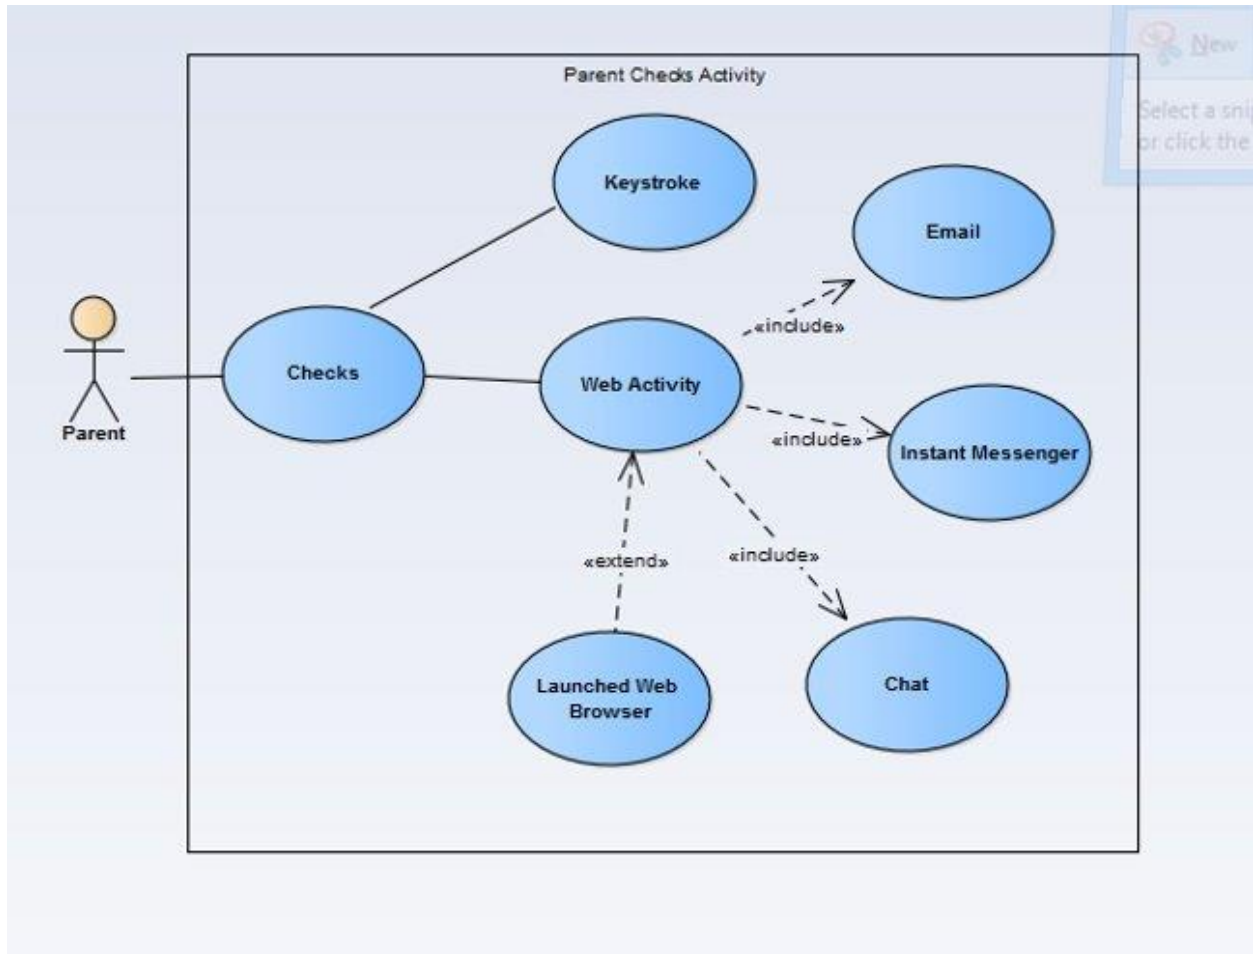 Parent Checks Activity
New
Select a
or click the
Keystroke
Email
«include»
Checks
Web Activity
Parent
«include»
Instant Messenger
«extend»
«include»
Launched Web
Browser
Chat